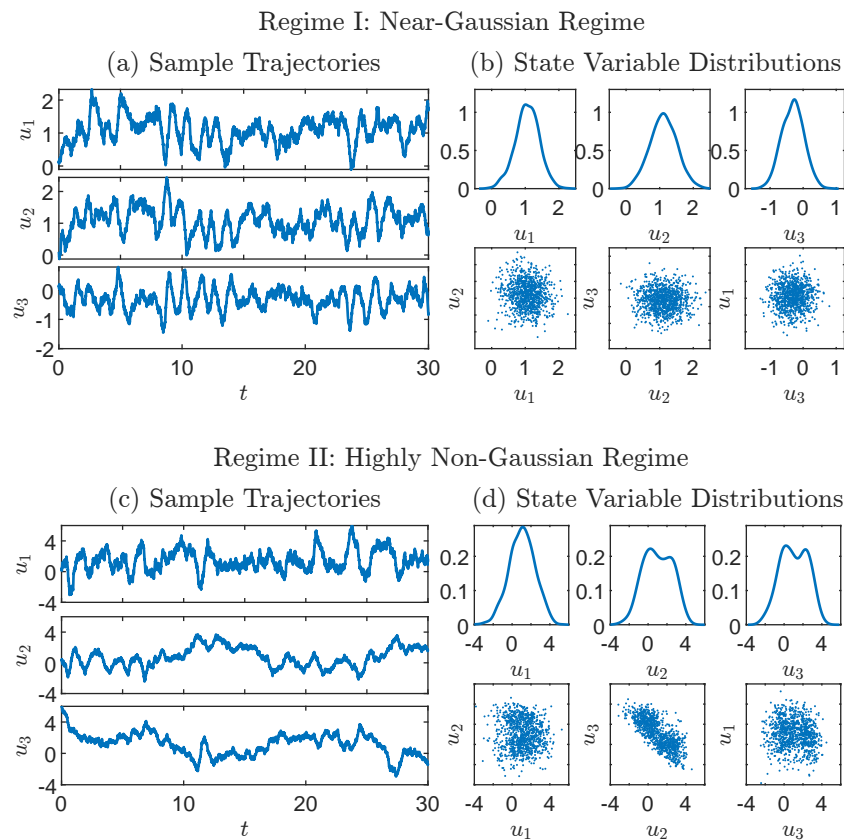 Regime I: Near-Gaussian Regime
(a) Sample Trajectories
(b) State Variable Distributions
u1
2
1
0
u2
2
1
0
u3
0
-1
-2
0 10 20 30
t
1
0.5
0
0 1 2
u1
1
0.5
0
0 1 2
u2
1
0.5
0
-1 0 1
u3
u2
0 1 2
u1
u3
0 1 2
u2
u1
-1 0 1
u3
Regime II: Highly Non-Gaussian Regime
(c) Sample Trajectories
(d) State Variable Distributions
u1
4
0
-4
u2
4
0
-4
u3
4
0
-4
0 10 20 30
t
0.2
0.1
0
-4 0 4
u1
0.2
0.1
0
-4 0 4
u2
0.2
0.1
0
-4 0 4
u3
u2
-4 0 4
u1
u3
-4 0 4
u2
u1
-4 0 4
u3